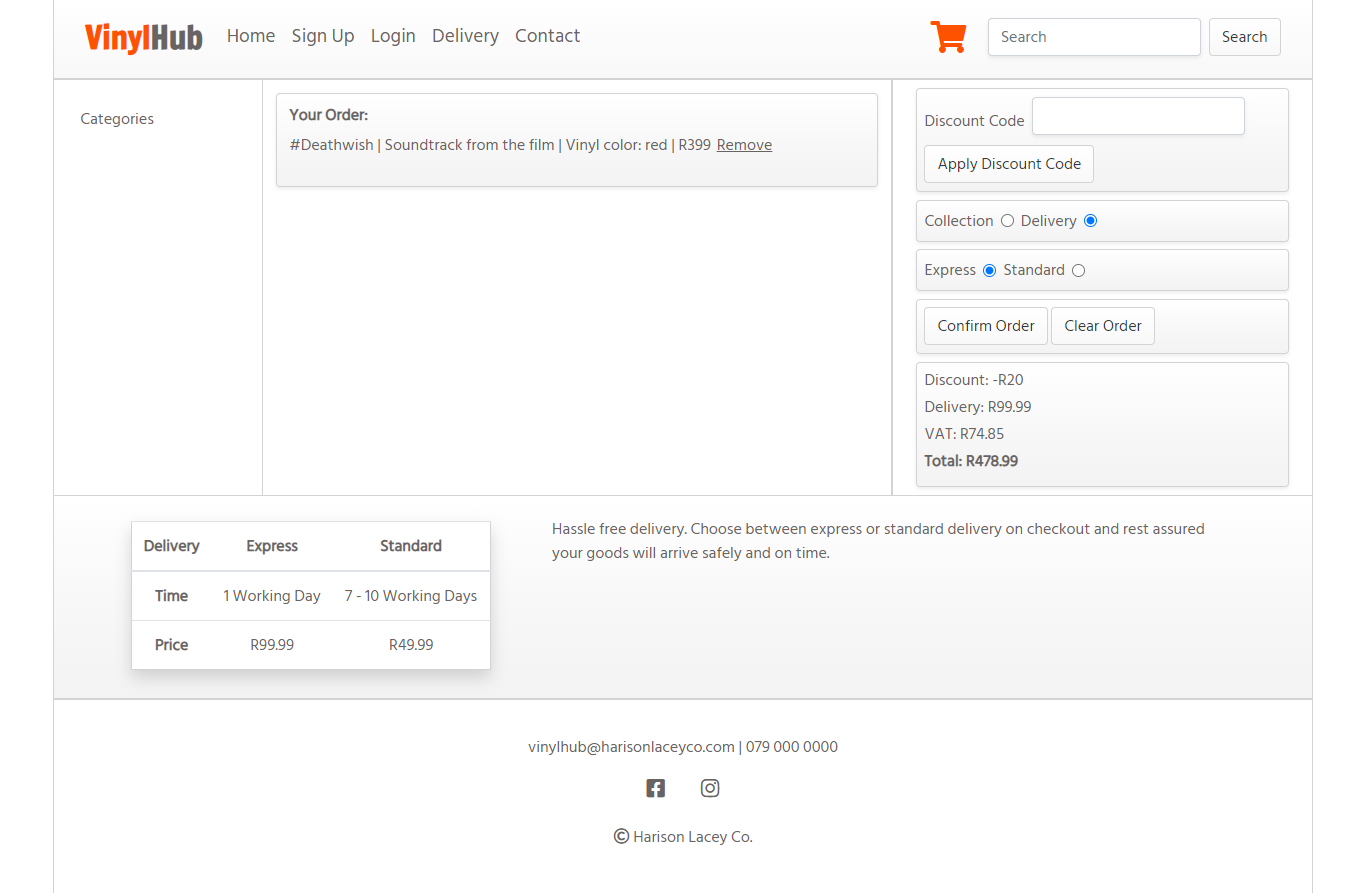 VinylHub Home Sign Up Login Delivery Contact Search Search
Categories
Your Order:
#Deathwish | Soundtrack from the film | Vinyl color: red | R399 Remove
Discount Code
Apply Discount Code
Collection Delivery
Express Standard
Confirm Order Clear Order
Discount: -R20
Delivery: R99.99
VAT: R74.85
Total: R478.99
Delivery Express Standard
Time 1 Working Day 7 - 10 Working Days
Price R99.99 R49.99
Hassle free delivery. Choose between express or standard delivery on checkout and rest assured
your goods will arrive safely and on time.
vinylhub@harisonlaceyco.com | 079 000 0000
© Harison Lacey Co.